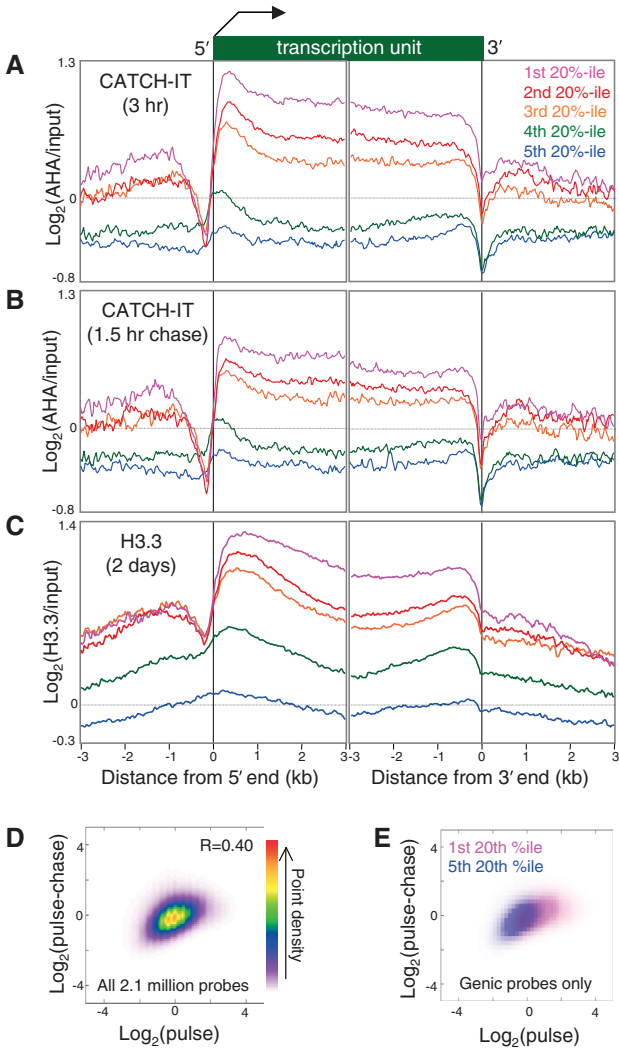 5′ transcription unit 3′
A
CATCH-IT
(3 hr)
1st 20%-ile
2nd 20%-ile
3rd 20%-ile
4th 20%-ile
5th 20%-ile
1.3
0
-0.8
Log2(AHA/input)
B
CATCH-IT
(1.5 hr chase)
1.3
0
-0.8
Log2(AHA/input)
C
H3.3
(2 days)
1.4
0
-0.3
Log2(H3.3/input)
-3 -2 -1 0 1 2 3 -3 -2 -1 0 1 2 3
Distance from 5′ end (kb) Distance from 3′ end (kb)
D
R=0.40
4
0
-4
Log2(pulse-chase)
Point density
All 2.1 million probes
-4 0 4
Log2(pulse)
E
1st 20th %ile
5th 20th %ile
4
0
-4
Log2(pulse-chase)
Genic probes only
-4 0 4
Log2(pulse)